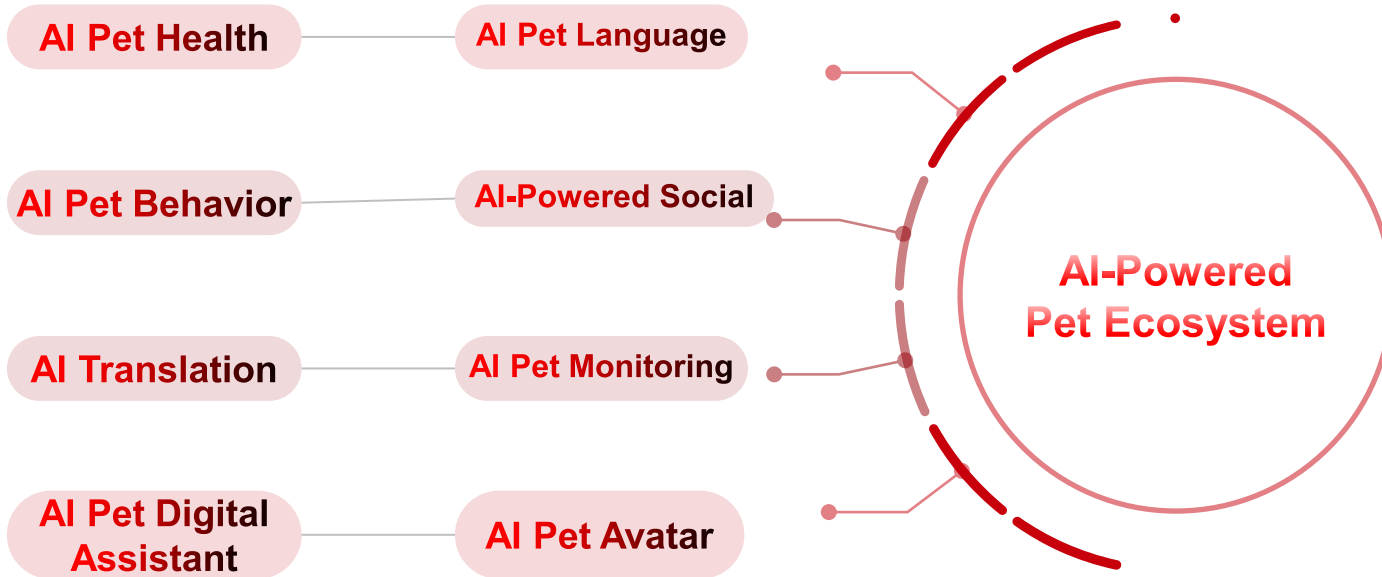 AI Pet Health
AI Pet Language
AI Pet Behavior
AI-Powered Social
AI Translation
AI Pet Monitoring
AI Pet Digital
Assistant
AI Pet Avatar
AI-Powered
Pet Ecosystem